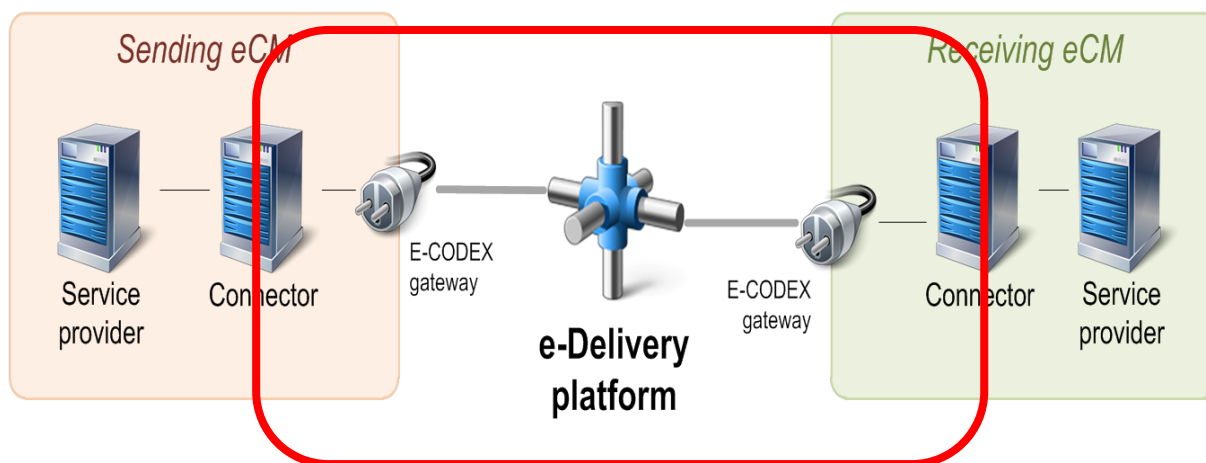 Sending eCM
Receiving eCM
Service
provider
Connector
E-CODEX
gateway
e-Delivery
platform
E-CODEX
gateway
Connector
Service
provider